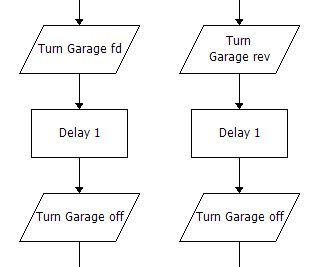 Turn Garage fd
Delay 1
Turn Garage off
Turn
Garage rev
Delay 1
Turn Garage off